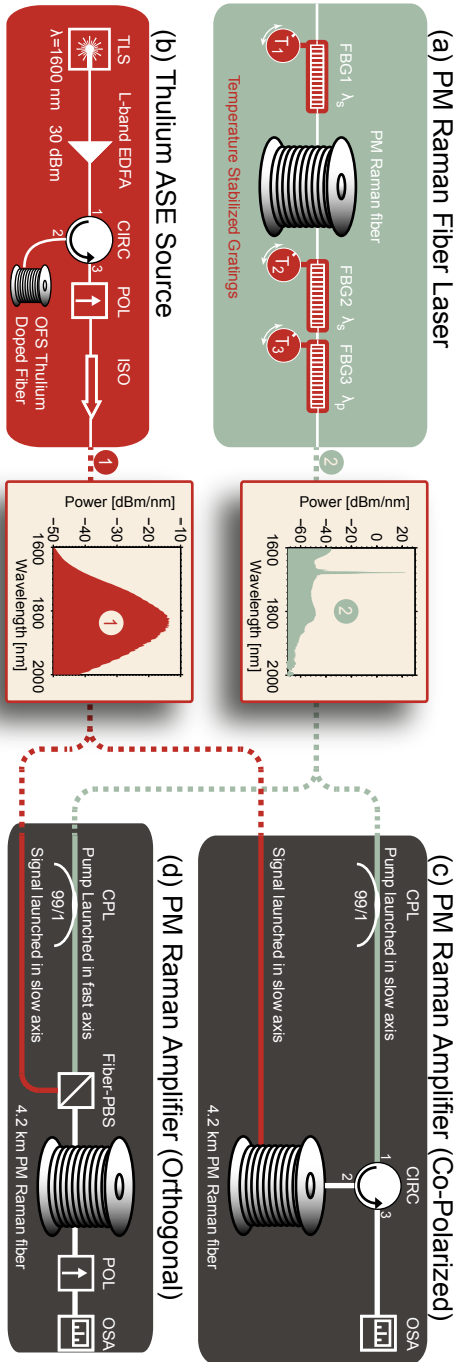 (a) PM Raman Fiber Laser
FBG1 λs
PM Raman fiber
FBG2 λs
FBG3 λp
T1
T2
T3
Temperature Stabilized Gratings
2
Power [dBm/nm]
20
0
−20
−40
−60
2
1600
1800
2000
Wavelength [nm]
(b) Thulium ASE Source
TLS
λ=1600 nm
L-band EDFA
30 dBm
CIRC
1
2
3
POL
ISO
OFS Thulium
Doped Fiber
1
Power [dBm/nm]
−10
−20
−30
−40
−50
1
1600
1800
2000
Wavelength [nm]
(c) PM Raman Amplifier (Co-Polarized)
CPL
99/1
Pump launched in slow axis
CIRC
1
2
3
OSA
Signal launched in slow axis
4.2 km PM Raman fiber
(d) PM Raman Amplifier (Orthogonal)
CPL
Pump Launched in fast axis
99/1
Signal launched in slow axis
Fiber-PBS
4.2 km PM Raman fiber
POL
OSA